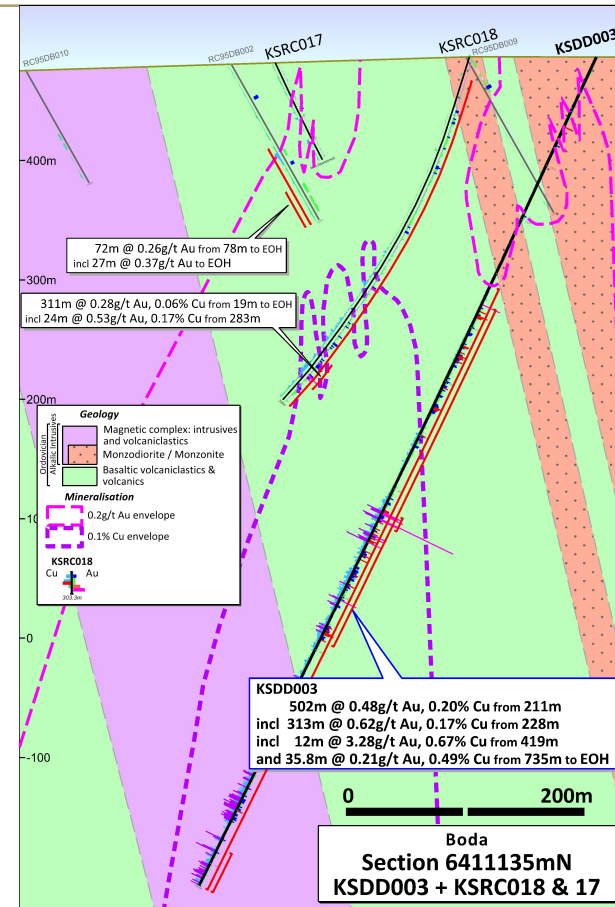 RC95DB010
RC95DB002
KSRC017
KSRC018
RC95DB009
KSDD003
400m
300m
200m
10
0
-100
72m @ 0.26g/t Au from 78m to EOH
incl 27m @ 0.37g/t Au to EOH
311m @ 0.28g/t Au, 0.06% Cu from 19m to EOH
incl 24m @ 0.53g/t Au, 0.17% Cu from 283m
Geology
Ordovician
Alkalic Intrusives
Magnetic complex: intrusives
and volcaniclastics
Monzodiorite / Monzonite
Basaltic volcaniclastics &
volcanics
Mineralisation
0.2g/t Au envelope
0.1% Cu envelope
KSRC018
Cu Au
303.3m
KSDD003
502m @ 0.48g/t Au, 0.20% Cu from 211m
incl 313m @ 0.62g/t Au, 0.17% Cu from 228m
incl 12m @ 3.28g/t Au, 0.67% Cu from 419m
and 35.8m @ 0.21g/t Au, 0.49% Cu from 735m to EOH
0 200m
Boda
Section 6411135mN
KSDD003 + KSRC018 & 17